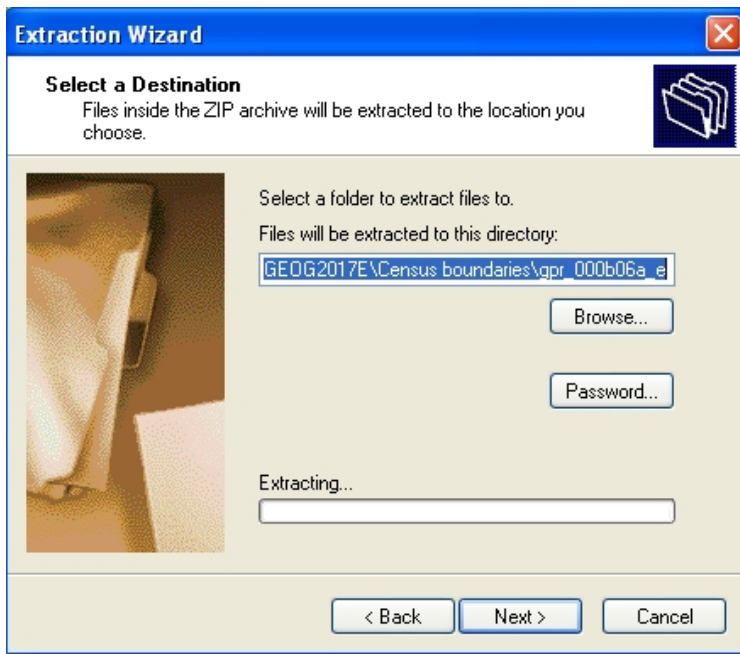 Extraction Wizard
Select a Destination
Files inside the ZIP archive will be extracted to the location you
choose.
Select a folder to extract files to.
Files will be extracted to this directory:
GEOG2017E\Census boundaries\gpr_000b06a_e
Browse...
Password...
Extracting...
< Back
Next >
Cancel